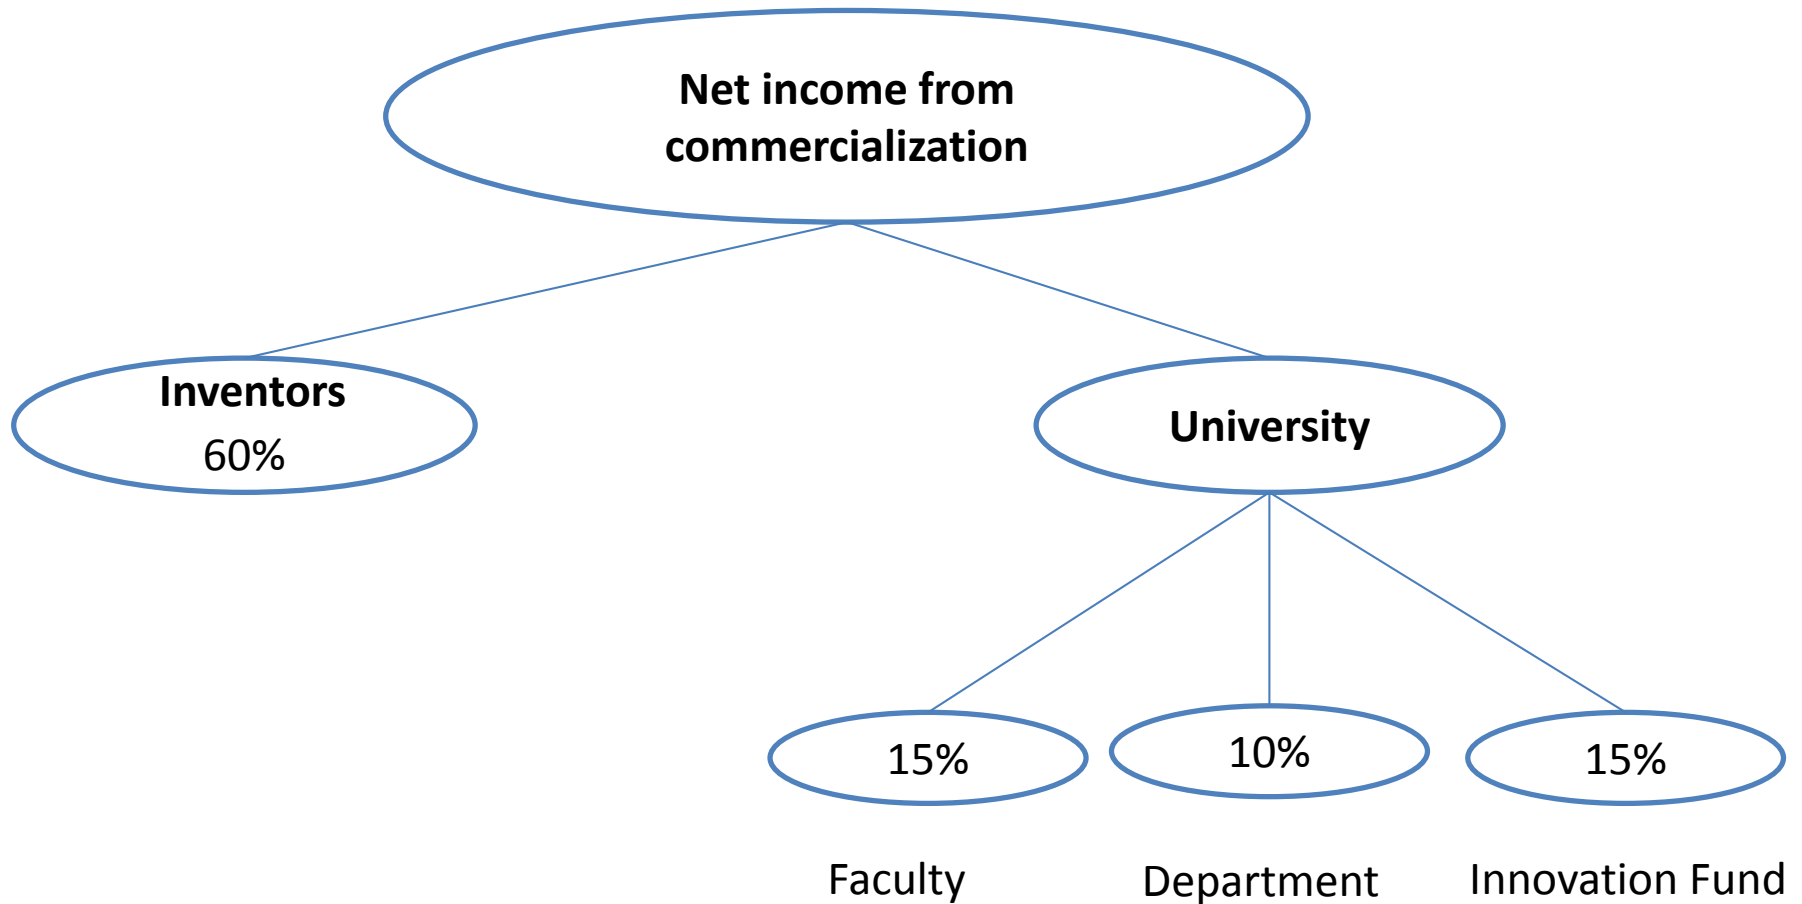 Net income from
commercialization
Inventors
60%
University
15%
10%
15%
Faculty
Department
Innovation Fund